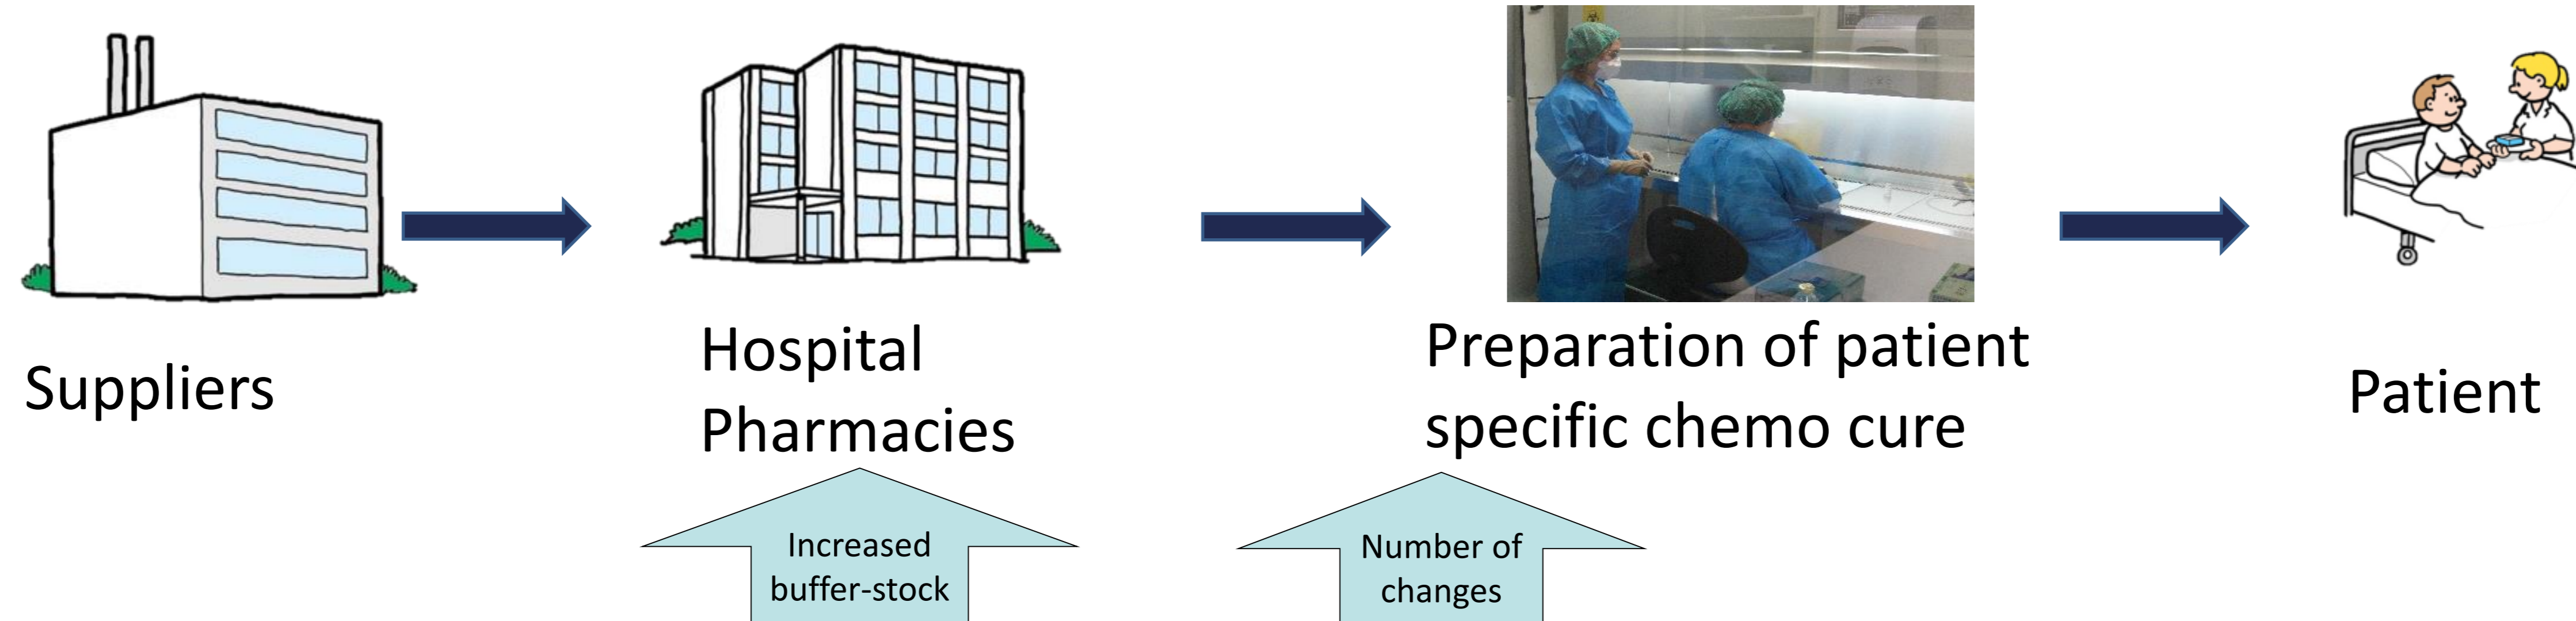 Suppliers
Hospital
Pharmacies
Preparation of patient
specific chemo cure
Patient
Increased
buffer-stock
Number of
changes